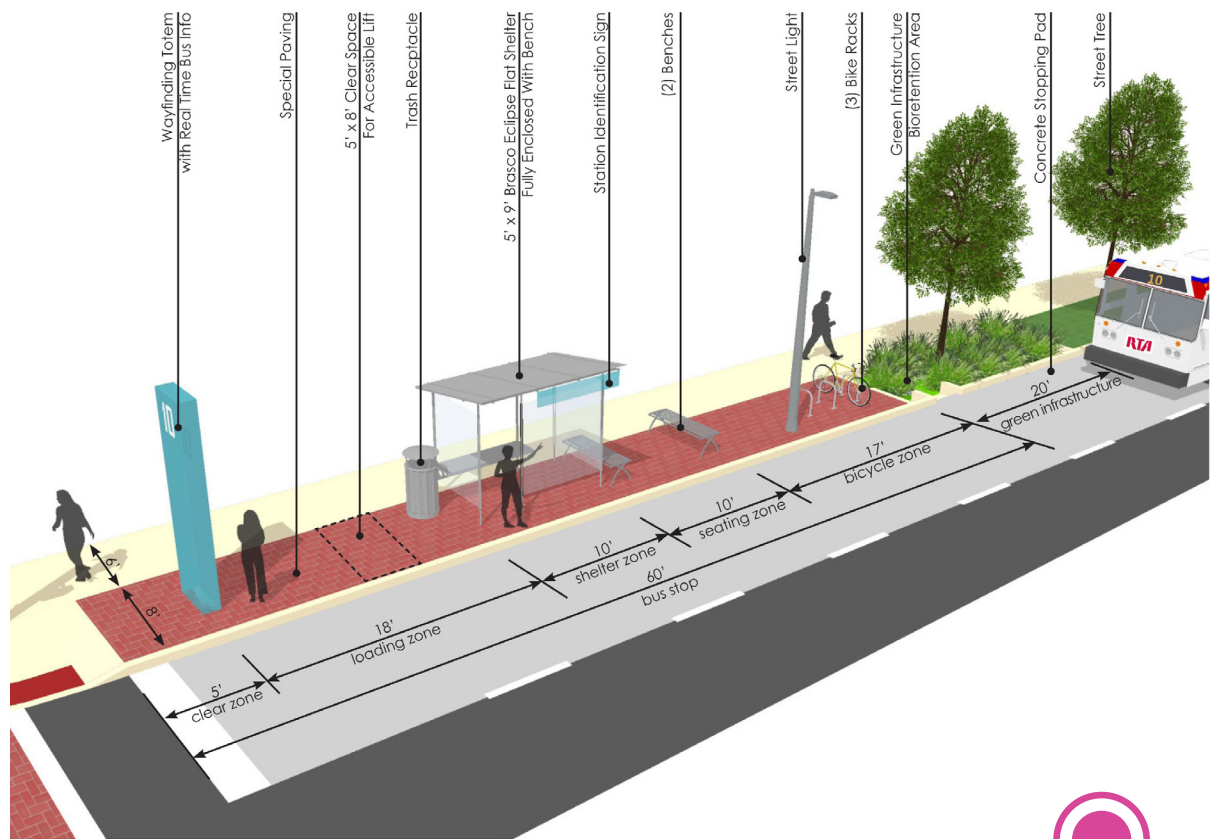 Wayfinding Totem
with Real Time Bus Info
Special Paving
5' x 8' Clear Space
For Accessible Lift
Trash Recptacle
5' x 9' Brasco Eclipse Flat Shelter
Fully Enclosed With Bench
Station Identification Sign
(2) Benches
Street Light
(3) Bike Racks
Green Infrastructure
Bioretention Area
Concrete Stopping Pad
Street Tree
10
RTA
10
20'
green infrastructure
17'
bicycle zone
10'
seating zone
10'
shelter zone
60'
bus stop
18'
loading zone
5'
clear zone
6'
8'